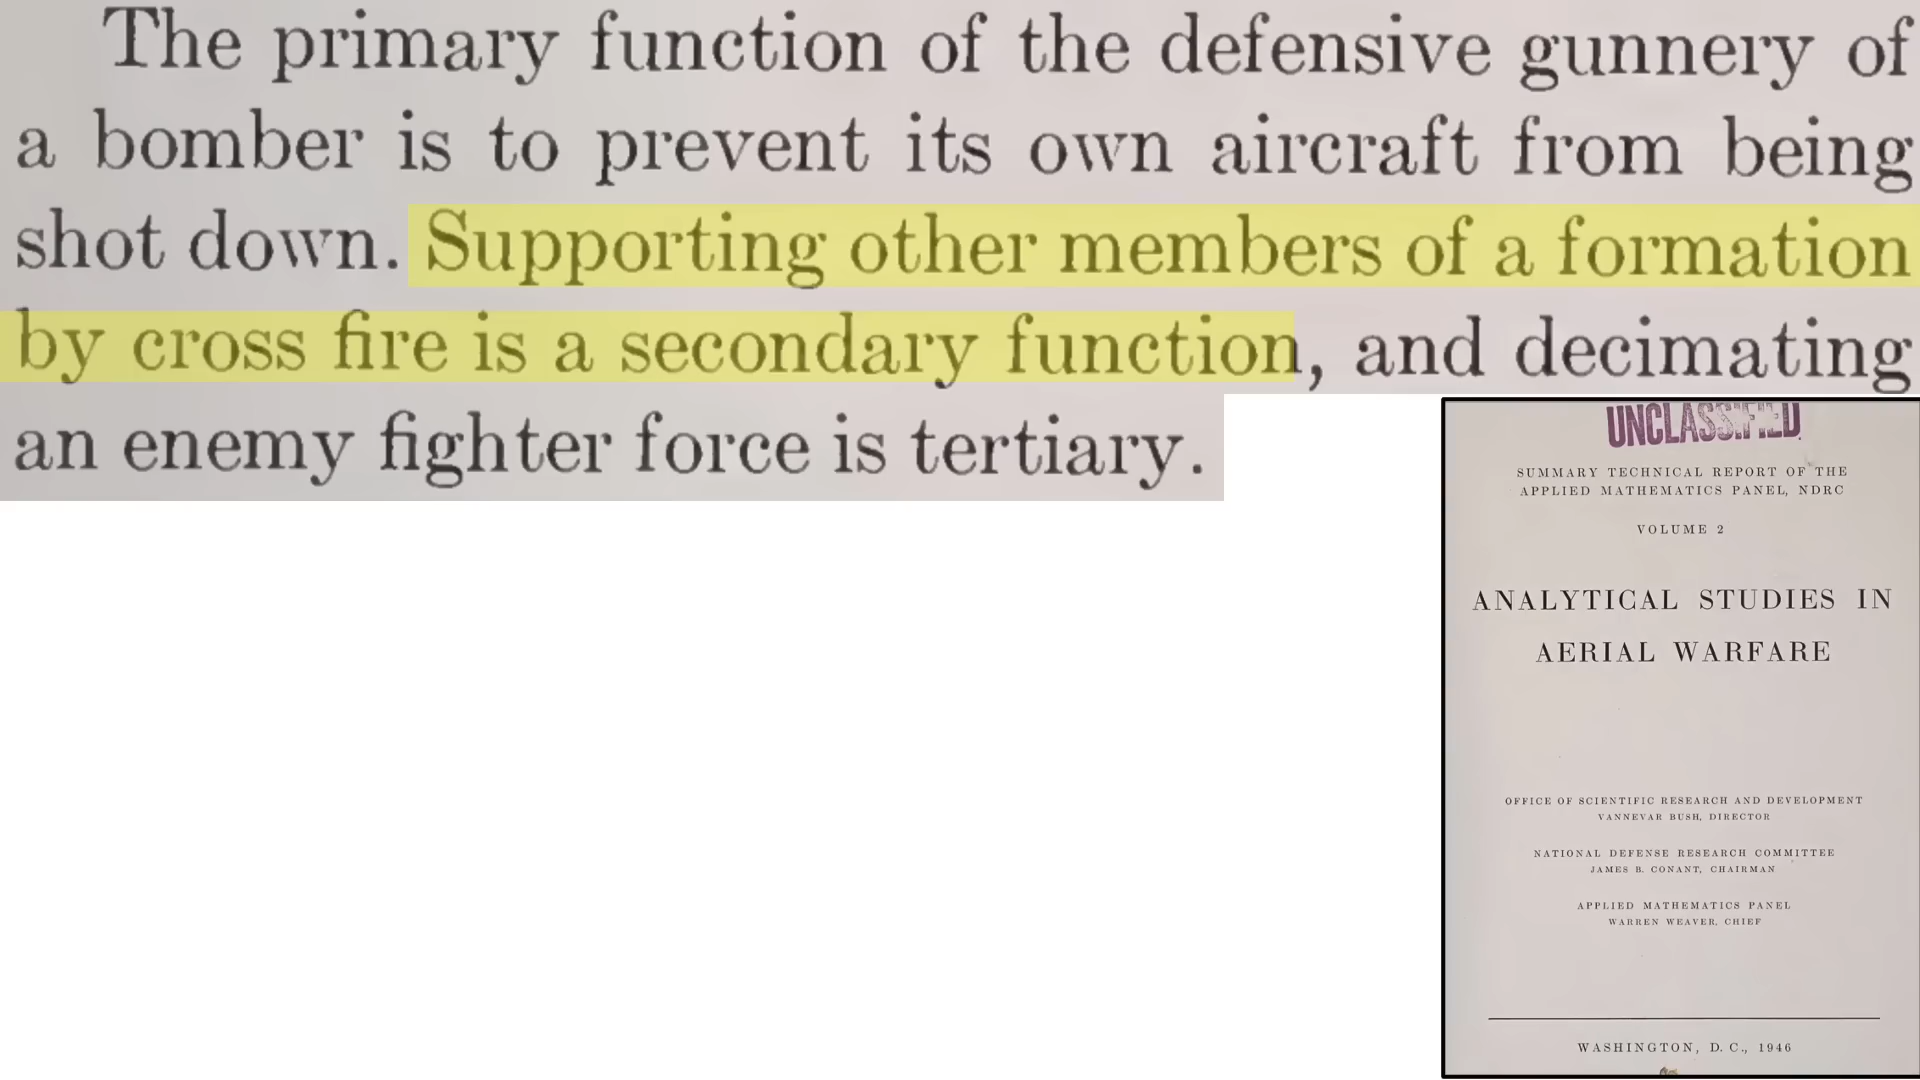 The primary function of the defensive gunnery of
a bomber is to prevent its own aircraft from being
shot down. Supporting other members of a formation
by cross fire is a secondary function, and decimating
an enemy fighter force is tertiary.
UNCLASSIFIED
SUMMARY TECHNICAL REPORT OF THE
APPLIED MATHEMATICS PANEL, NDRC
VOLUME 2
ANALYTICAL STUDIES IN
AERIAL WARFARE
OFFICE OF SCIENTIFIC RESEARCH AND DEVELOPMENT
VANNEVAR BUSH, DIRECTOR
NATIONAL DEFENSE RESEARCH COMMITTEE
JAMES B. CONANT, CHAIRMAN
APPLIED MATHEMATICS PANEL
WARREN WEAVER, CHIEF
WASHINGTON, D. C., 1946